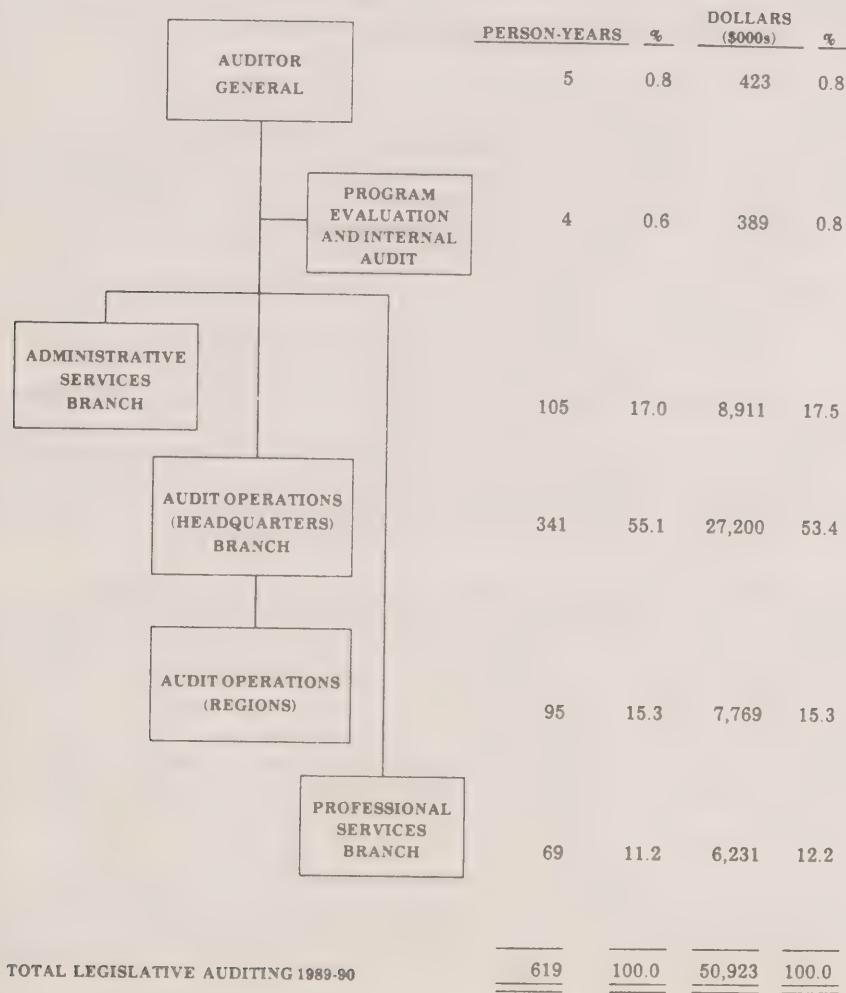 DOLLARS
PERSON-YEARS % ($000s) %
AUDITOR
GENERAL
5 0.8 423 0.8
PROGRAM
EVALUATION
AND INTERNAL
AUDIT
4 0.6 389 0.8
ADMINISTRATIVE
SERVICES
BRANCH
105 17.0 8,911 17.5
AUDIT OPERATIONS
(HEADQUARTERS)
BRANCH
341 55.1 27,200 53.4
AUDIT OPERATIONS
(REGIONS)
95 15.3 7,769 15.3
PROFESSIONAL
SERVICES
BRANCH
69 11.2 6,231 12.2
TOTAL LEGISLATIVE AUDITING 1989-90 619 100.0 50,923 100.0